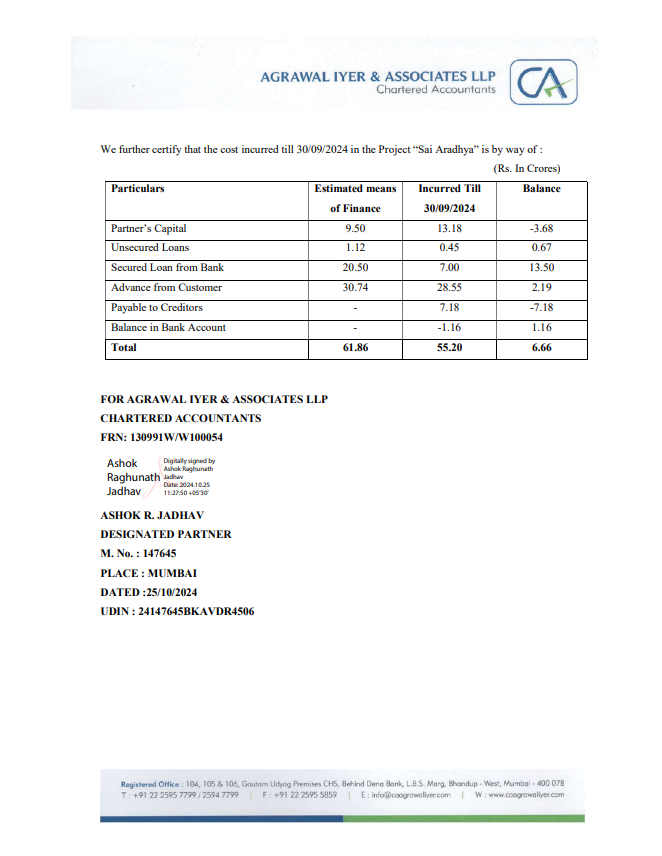 AGRAWAL IYER & ASSOCIATES LLP
Chartered Accountants
CA
We further certify that the cost incurred till 30/09/2024 in the Project “Sai Aradhya” is by way of :
(Rs. In Crores)
Particulars Estimated means of Finance Incurred Till 30/09/2024 Balance
Partner’s Capital 9.50 13.18 -3.68
Unsecured Loans 1.12 0.45 0.67
Secured Loan from Bank 20.50 7.00 13.50
Advance from Customer 30.74 28.55 2.19
Payable to Creditors - 7.18 -7.18
Balance in Bank Account - -1.16 1.16
Total 61.86 55.20 6.66
FOR AGRAWAL IYER & ASSOCIATES LLP
CHARTERED ACCOUNTANTS
FRN: 130991W/W100054
Ashok
Raghunath
Jadhav
Digitally signed by
Ashok Raghunath
Jadhav
Date: 2024.10.25
11:27:50 +05'30'
ASHOK R. JADHAV
DESIGNATED PARTNER
M. No. : 147645
PLACE : MUMBAI
DATED :25/10/2024
UDIN : 24147645BKAVDR4506
Registered Office : 104, 105 & 106, Gautam Udyog Premises CHS, Behind Dena Bank, L.B.S. Marg, Bhandup - West, Mumbai - 400 078
T : +91 22 2595 7799 / 2594 7799 | F : +91 22 2595 5859 | E : info@caagrawaliyer.com | W : www.caagrawaliyer.com